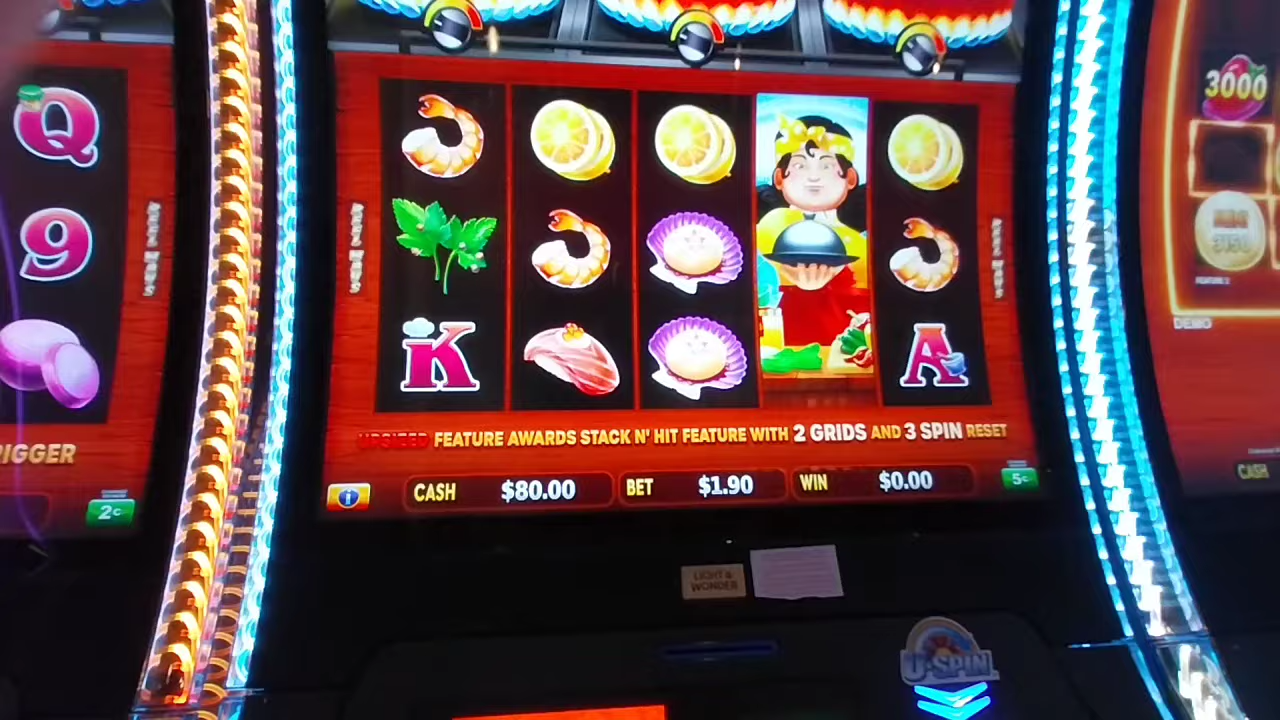 Q
9
IGGER
2¢
K
A
UPSIZED FEATURE AWARDS STACK N' HIT FEATURE WITH 2 GRIDS AND 3 SPIN RESET
CASH $80.00 BET $1.90 WIN $0.00
5¢
LIGHT &
WONDER
U-SPIN
3000
DEMO
CASH